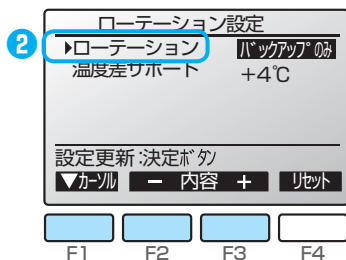 ローテーション設定
2
▶ローテーション バックアップのみ
温度差サポート +4℃
設定更新:決定ボタン
▼カーソル － 内容 ＋ リセット
F1 F2 F3 F4